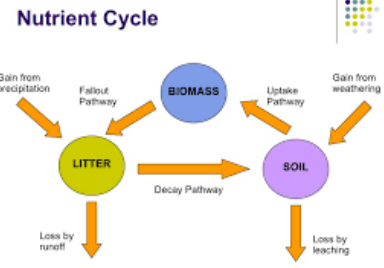 Nutrient Cycle
Gain from
precipitation
Fallout
Pathway
BIOMASS
Uptake
Pathway
Gain from
weathering
LITTER
SOIL
Decay Pathway
Loss by
runoff
Loss by
leaching